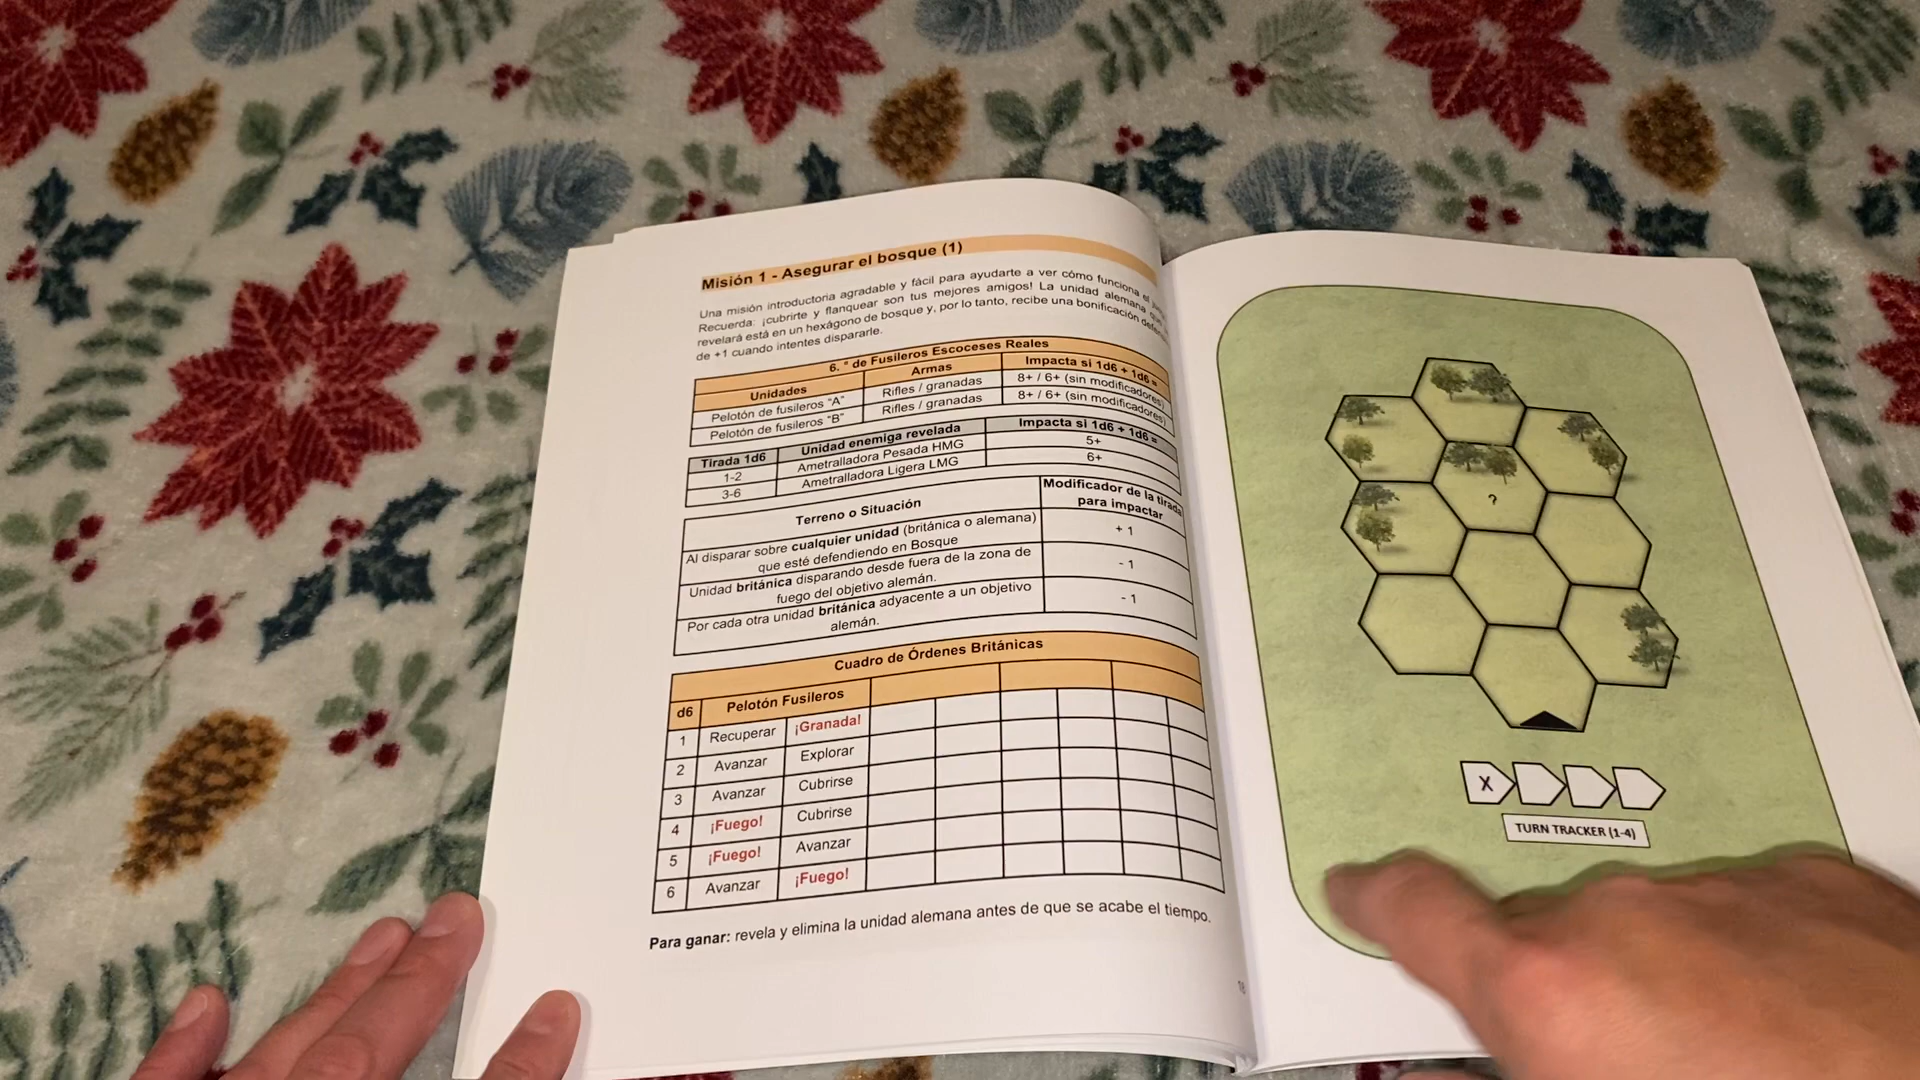 Misión 1 - Asegurar el bosque (1)
Una misión introductoria agradable y fácil para ayudarte a ver cómo funciona el
Recuerda: ¡cubrirte y flanquear son tus mejores amigos! La unidad alemana que
revelará está en un hexágono de bosque y, por lo tanto, recibe una bonificación
de +1 cuando intentes dispararle.
6. º de Fusileros Escoceses Reales
Unidades Armas Impacta si 1d6 + 1d6 =
Pelotón de fusileros "A" Rifles / granadas 8+ / 6+ (sin modificadores)
Pelotón de fusileros "B" Rifles / granadas 8+ / 6+ (sin modificadores)
Tirada 1d6 Unidad enemiga revelada Impacta si 1d6 + 1d6 =
1-2 Ametralladora Pesada HMG 5+
3-6 Ametralladora Ligera LMG 6+
Terreno o Situación Modificador de la tirada
para impactar
Al disparar sobre cualquier unidad (británica o alemana)
que esté defendiendo en Bosque + 1
Unidad británica disparando desde fuera de la zona de
fuego del objetivo alemán. - 1
Por cada otra unidad británica adyacente a un objetivo
alemán. - 1
Cuadro de Órdenes Británicas
d6 Pelotón Fusileros
1 Recuperar ¡Granada!
2 Avanzar Explorar
3 Avanzar Cubrirse
4 ¡Fuego! Cubrirse
5 ¡Fuego! Avanzar
6 Avanzar ¡Fuego!
Para ganar: revela y elimina la unidad alemana antes de que se acabe el tiempo.
?
X
TURN TRACKER (1-4)